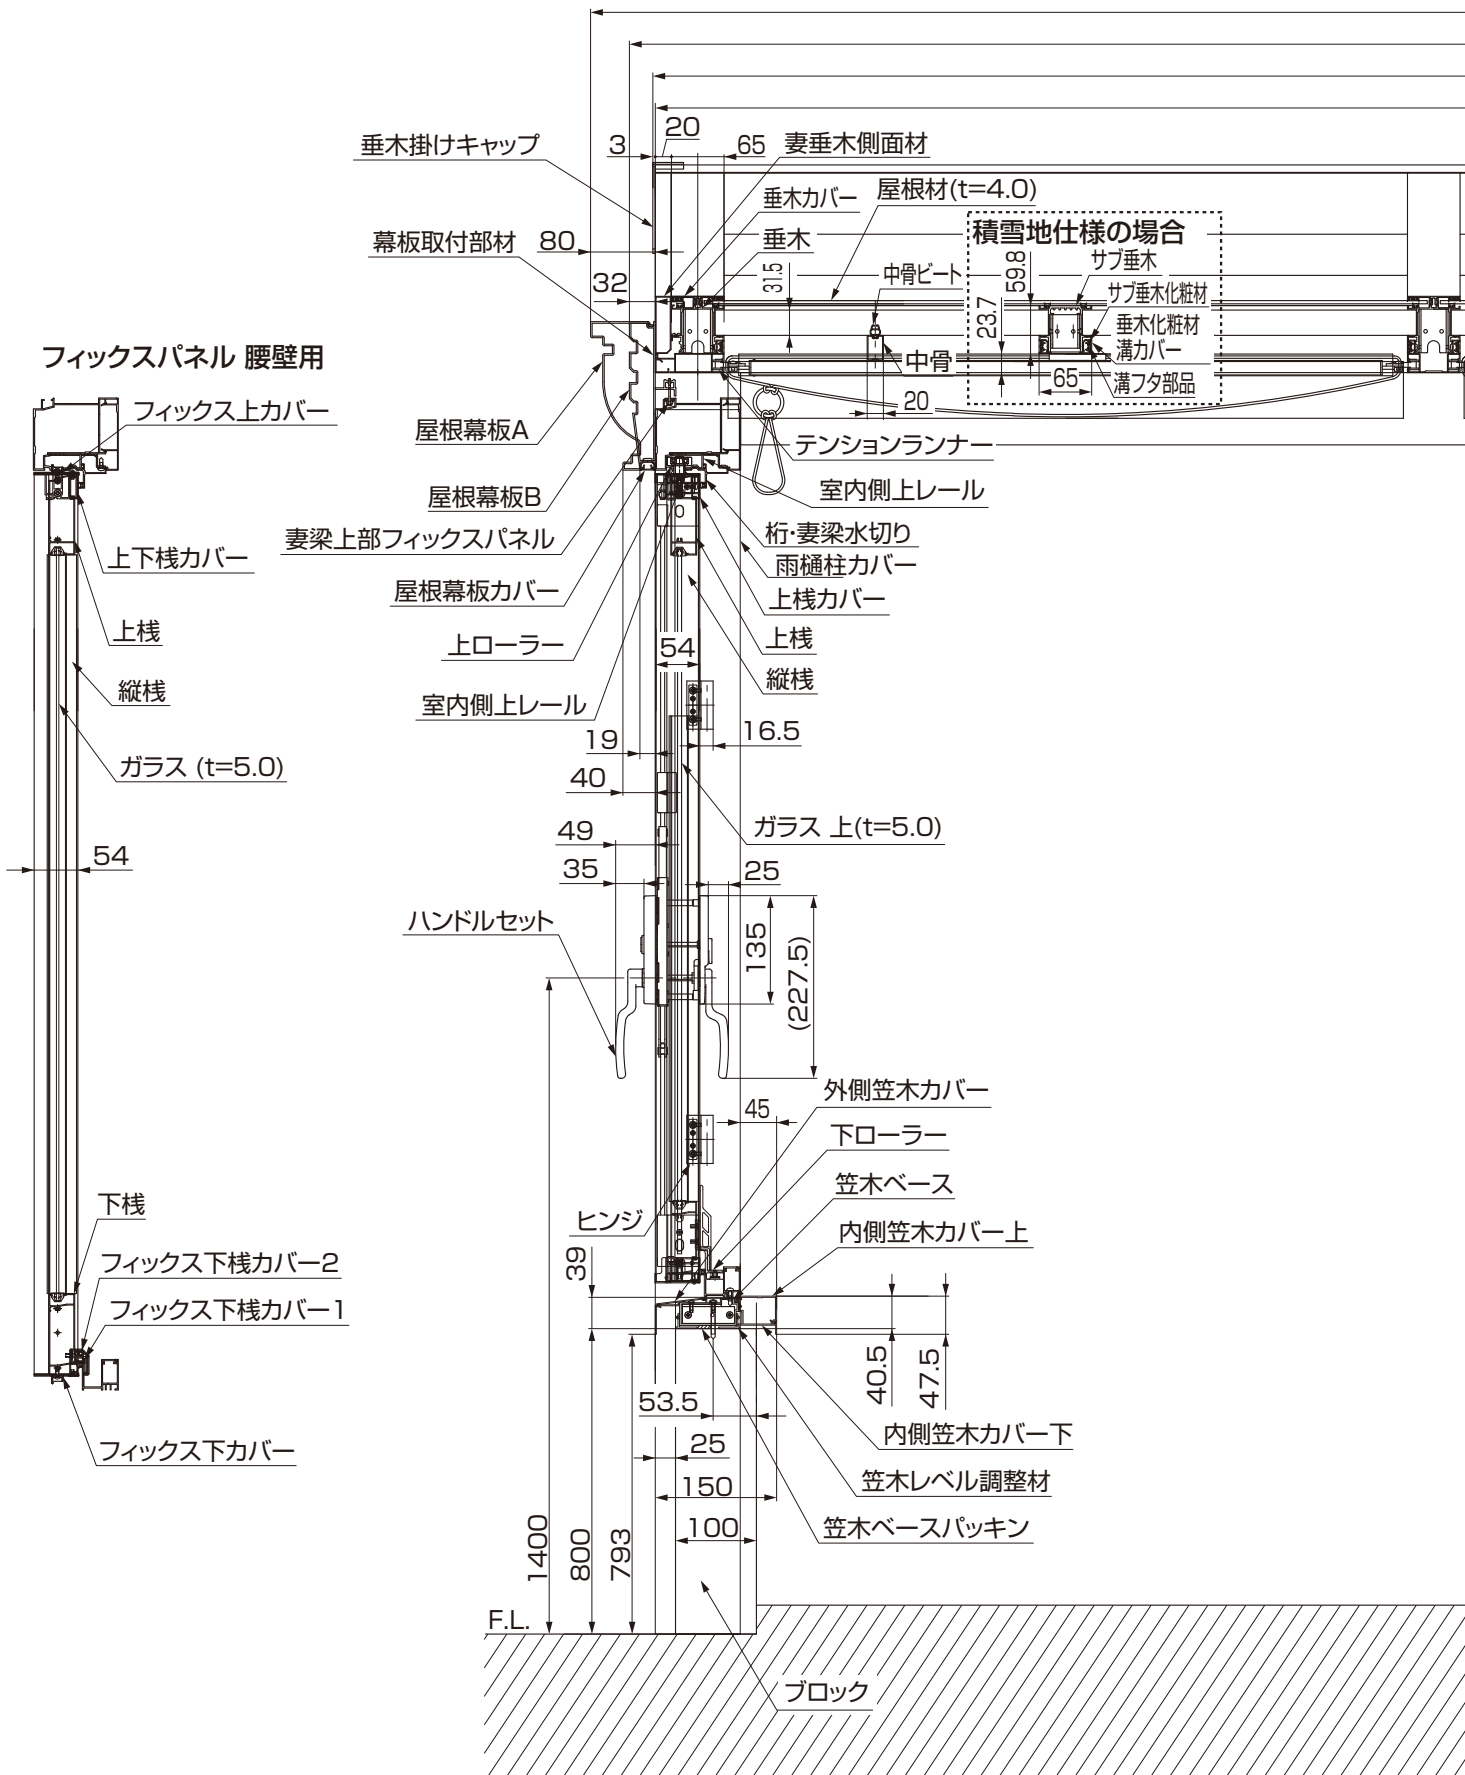 垂木掛けキャップ
3
20
65
妻垂木側面材
垂木カバー
屋根材(t=4.0)
幕板取付部材
80
垂木
積雪地仕様の場合
サブ垂木
32
31.5
中骨ビート
59.8
サブ垂木化粧材
23.7
垂木化粧材
溝カバー
中骨
65
溝フタ部品
20
フィックスパネル 腰壁用
フィックス上カバー
屋根幕板A
テンションランナー
屋根幕板B
室内側上レール
妻梁上部フィックスパネル
桁・妻梁水切り
上下桟カバー
雨樋柱カバー
屋根幕板カバー
上桟カバー
上桟
上ローラー
54
上桟
縦桟
縦桟
室内側上レール
19
16.5
ガラス (t=5.0)
40
ガラス 上(t=5.0)
49
54
35
25
ハンドルセット
135
(227.5)
外側笠木カバー
45
下ローラー
笠木ベース
下桟
ヒンジ
内側笠木カバー上
39
フィックス下桟カバー2
フィックス下桟カバー1
40.5
47.5
53.5
内側笠木カバー下
フィックス下カバー
25
笠木レベル調整材
150
100
笠木ベースパッキン
1400
800
793
F.L.
ブロック